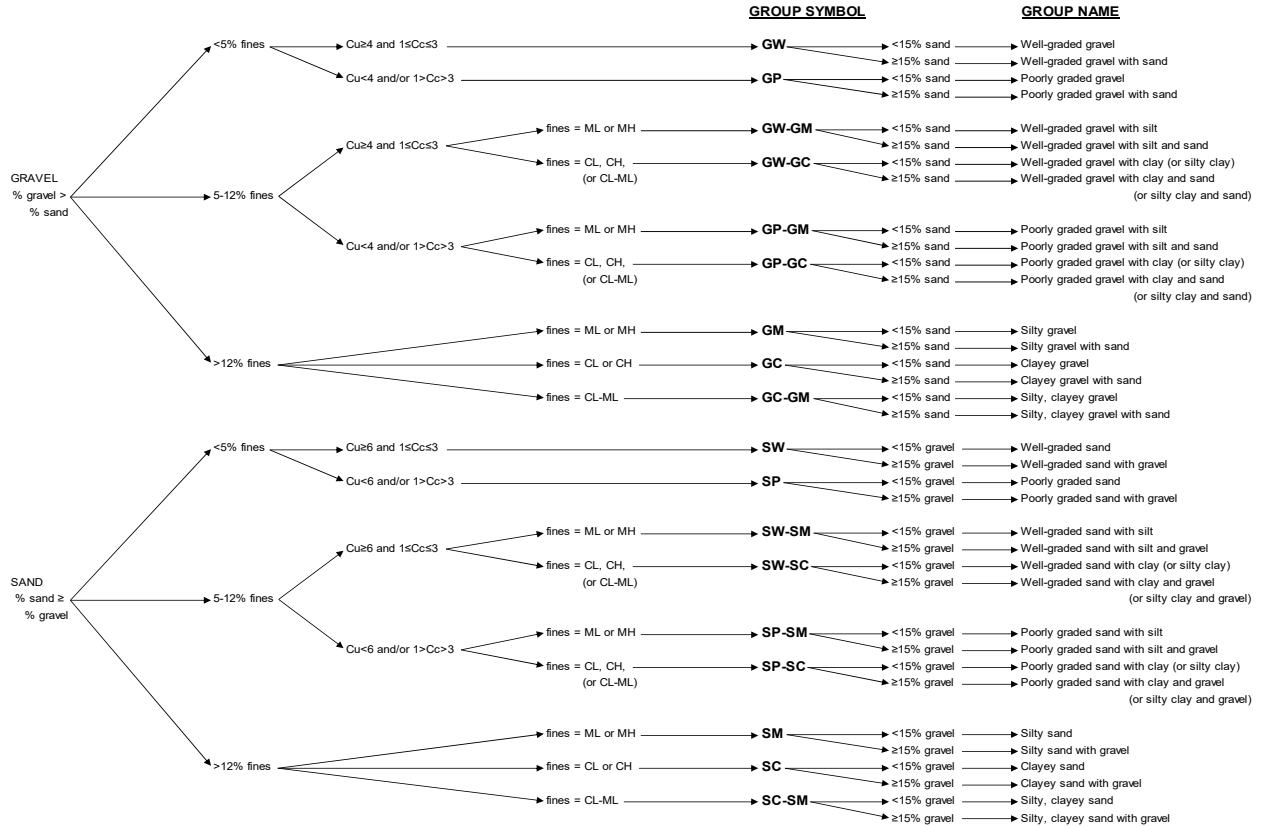 GROUP SYMBOL GROUP NAME
<5% fines Cu≥4 and 1≤Cc≤3 GW <15% sand Well-graded gravel
≥15% sand Well-graded gravel with sand
Cu<4 and/or 1>Cc>3 GP <15% sand Poorly graded gravel
≥15% sand Poorly graded gravel with sand
fines = ML or MH GW-GM <15% sand Well-graded gravel with silt
Cu≥4 and 1≤Cc≤3 ≥15% sand Well-graded gravel with silt and sand
fines = CL, CH, GW-GC <15% sand Well-graded gravel with clay (or silty clay)
GRAVEL (or CL-ML) ≥15% sand Well-graded gravel with clay and sand
% gravel > 5-12% fines (or silty clay and sand)
% sand
fines = ML or MH GP-GM <15% sand Poorly graded gravel with silt
Cu<4 and/or 1>Cc>3 ≥15% sand Poorly graded gravel with silt and sand
fines = CL, CH, GP-GC <15% sand Poorly graded gravel with clay (or silty clay)
(or CL-ML) ≥15% sand Poorly graded gravel with clay and sand
(or silty clay and sand)
fines = ML or MH GM <15% sand Silty gravel
≥15% sand Silty gravel with sand
>12% fines fines = CL or CH GC <15% sand Clayey gravel
≥15% sand Clayey gravel with sand
fines = CL-ML GC-GM <15% sand Silty, clayey gravel
≥15% sand Silty, clayey gravel with sand
<5% fines Cu≥6 and 1≤Cc≤3 SW <15% gravel Well-graded sand
≥15% gravel Well-graded sand with gravel
Cu<6 and/or 1>Cc>3 SP <15% gravel Poorly graded sand
≥15% gravel Poorly graded sand with gravel
fines = ML or MH SW-SM <15% gravel Well-graded sand with silt
Cu≥6 and 1≤Cc≤3 ≥15% gravel Well-graded sand with silt and gravel
fines = CL, CH, SW-SC <15% gravel Well-graded sand with clay (or silty clay)
SAND (or CL-ML) ≥15% gravel Well-graded sand with clay and gravel
% sand ≥ 5-12% fines (or silty clay and gravel)
% gravel
fines = ML or MH SP-SM <15% gravel Poorly graded sand with silt
Cu<6 and/or 1>Cc>3 ≥15% gravel Poorly graded sand with silt and gravel
fines = CL, CH, SP-SC <15% gravel Poorly graded sand with clay (or silty clay)
(or CL-ML) ≥15% gravel Poorly graded sand with clay and gravel
(or silty clay and gravel)
fines = ML or MH SM <15% gravel Silty sand
≥15% gravel Silty sand with gravel
>12% fines fines = CL or CH SC <15% gravel Clayey sand
≥15% gravel Clayey sand with gravel
fines = CL-ML SC-SM <15% gravel Silty, clayey sand
≥15% gravel Silty, clayey sand with gravel